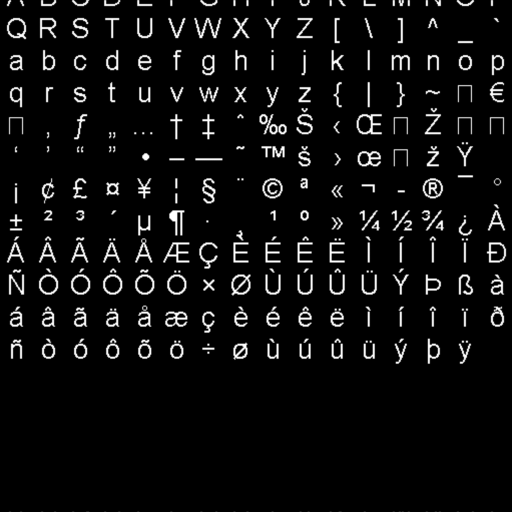 A B C D E F G H I J K L M N O P
Q R S T U V W X Y Z [ \ ] ^ _ `
a b c d e f g h i j k l m n o p
q r s t u v w x y z { | } ~ □ €
□ ‚ ƒ „ … † ‡ ˆ ‰ Š ‹ Œ □ Ž □ □
‘ ’ “ ” • – — ˜ ™ š › œ □ ž Ÿ
¡ ¢ £ ¤ ¥ ¦ § ¨ © ª « ¬ - ® ¯ °
± ² ³ ´ µ ¶ · ¸ ¹ º » ¼ ½ ¾ ¿ À
Á Â Ã Ä Å Æ Ç È É Ê Ë Ì Í Î Ï Ð
Ñ Ò Ó Ô Õ Ö × Ø Ù Ú Û Ü Ý Þ ß à
á â ã ä å æ ç è é ê ë ì í î ï ð
ñ ò ó ô õ ö ÷ ø ù ú û ü ý þ ÿ